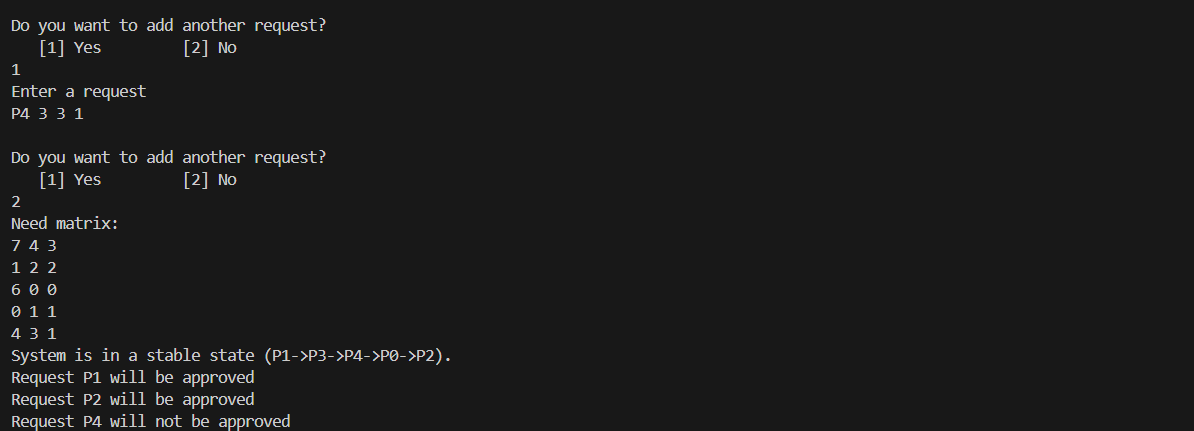 Do you want to add another request?
[1] Yes [2] No
1
Enter a request
P4 3 3 1
Do you want to add another request?
[1] Yes [2] No
2
Need matrix:
7 4 3
1 2 2
6 0 0
0 1 1
4 3 1
System is in a stable state (P1->P3->P4->P0->P2).
Request P1 will be approved
Request P2 will be approved
Request P4 will not be approved